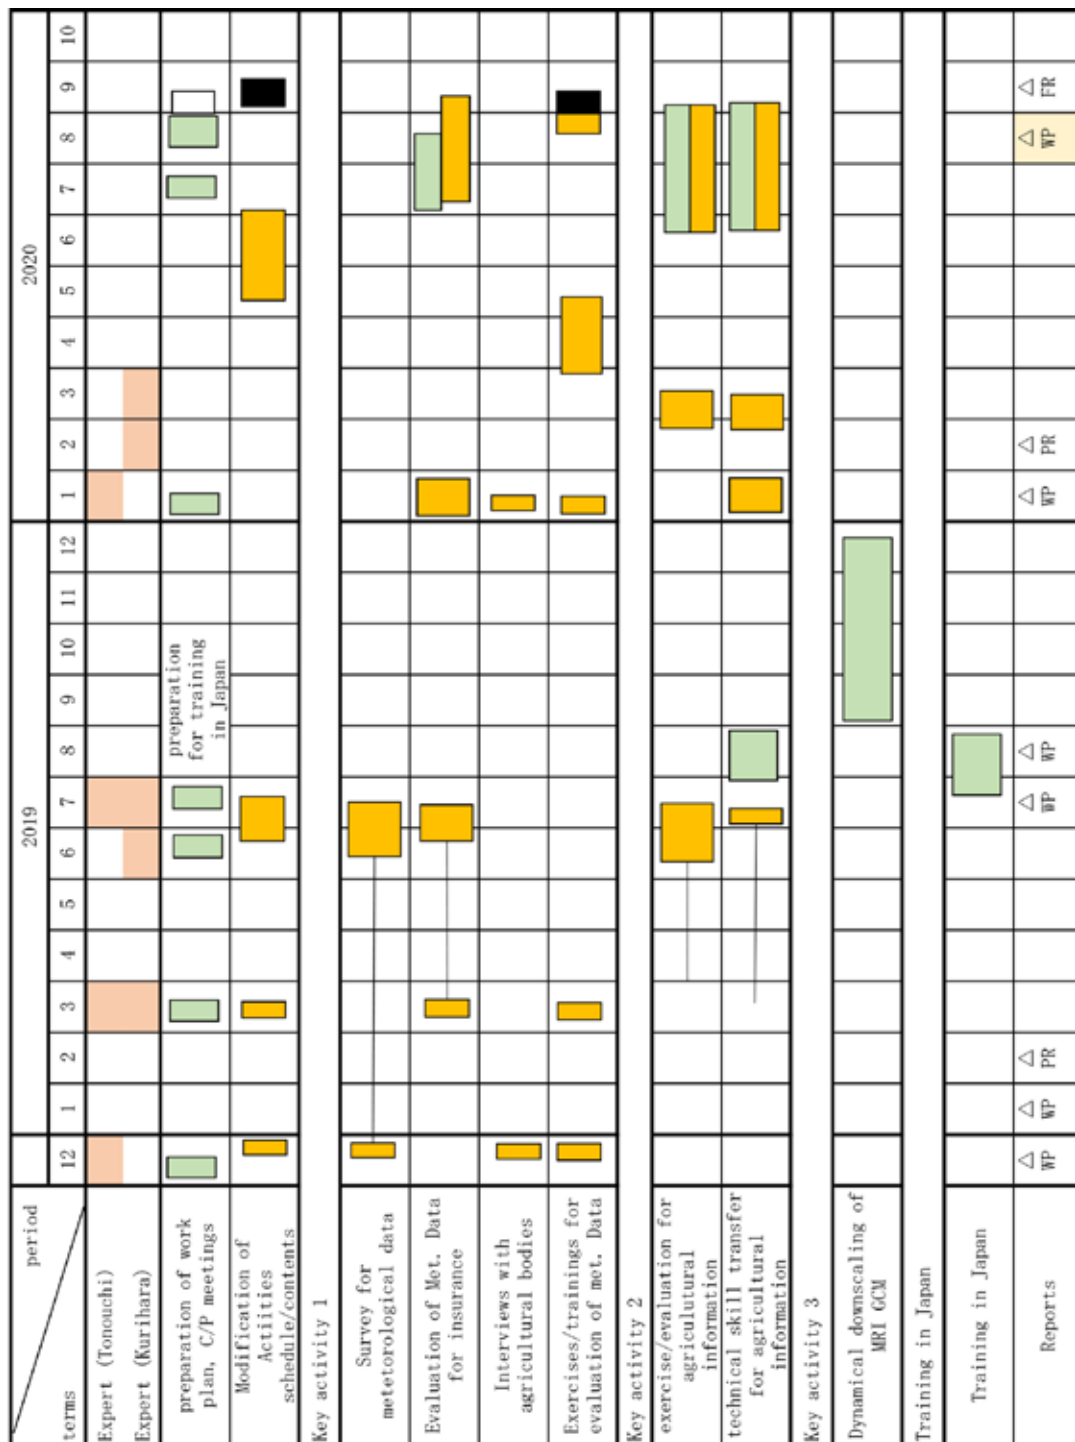 period
2019
2020
terms
12 1 2 3 4 5 6 7 8 9 10 11 12 1 2 3 4 5 6 7 8 9 10
Expert (Tonouchi)
Expert (Kurihara)
preparation of work
plan, C/P meetings
preparation
for training
in Japan
Modification of
Actiities
schedule/contents
Key activity 1
Survey for
metetorological data
Evaluation of Met. Data
for insurance
Interviews with
agricultural bodies
Exercises/trainings for
evaluation of met. Data
Key activity 2
exercise/evaluation for
agriculutural
information
technical skill transfer
for agricultural
information
Key activity 3
Dynamical downscaling of
MRI GCM
Training in Japan
Training in Japan
Reports
△ △ △ △ △ △ △ △ △
WP WP PR WP WP WP PR WP FR